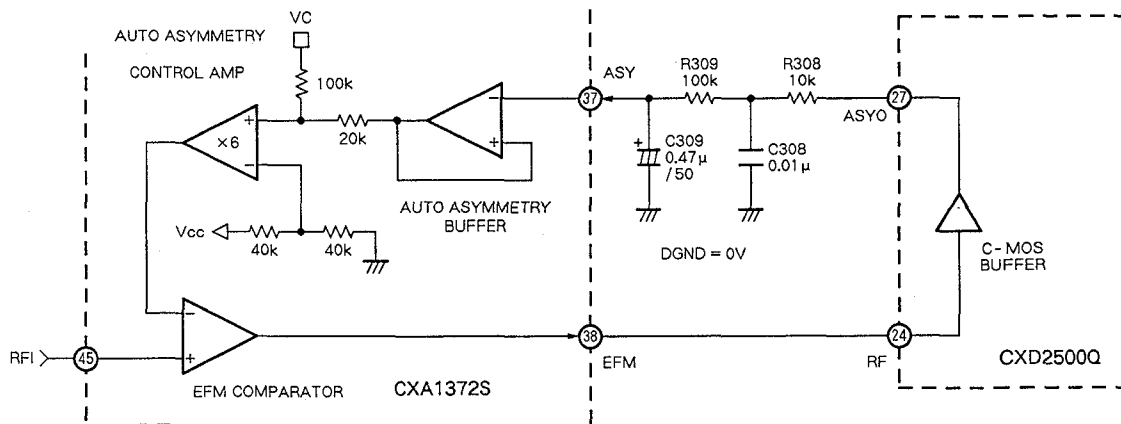 VC
AUTO ASYMMETRY
CONTROL AMP
100k
+
×6
−
20k
−
+
AUTO ASYMMETRY
BUFFER
Vcc
40k
40k
ASY
37
R309
100k
R308
10k
27
ASYO
+
C309
0.47μ
/50
C308
0.01μ
DGND = 0V
C-MOS
BUFFER
RFI
45
−
+
EFM COMPARATOR
CXA1372S
38
EFM
24
RF
CXD2500Q